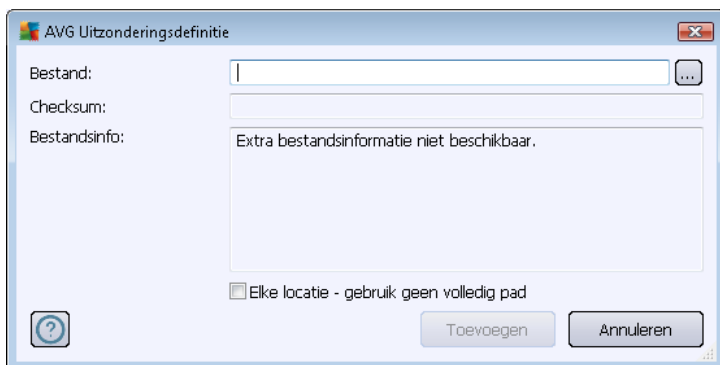 AVG Uitzonderingsdefinitie
Bestand:
...
Checksum:
Bestandsinfo:
Extra bestandsinformatie niet beschikbaar.
Elke locatie - gebruik geen volledig pad
?
Toevoegen
Annuleren